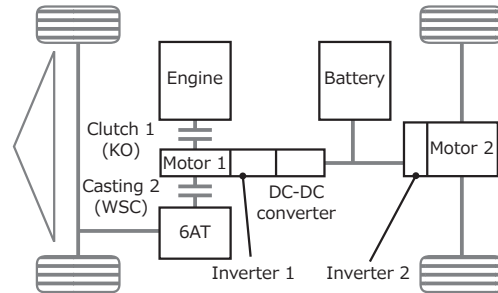 Engine
Battery
Clutch 1
(KO)
Motor 1
Motor 2
Casting 2
(WSC)
DC-DC
converter
6AT
Inverter 1
Inverter 2